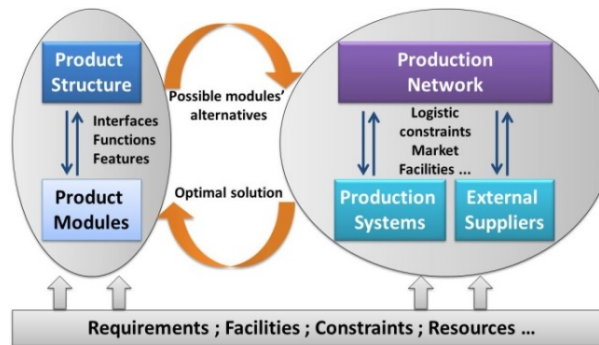 Product
Structure
Interfaces
Functions
Features
Product
Modules
Possible modules'
alternatives
Optimal solution
Production
Network
Logistic
constraints
Market
Facilities ...
Production
Systems
External
Suppliers
Requirements ; Facilities ; Constraints ; Resources ...